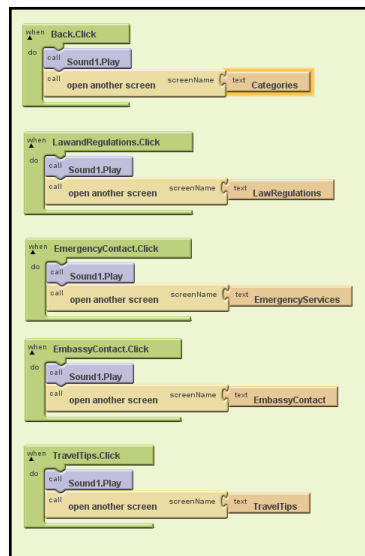 when Back.Click
do call Sound1.Play
call open another screen screenName text Categories
when LawandRegulations.Click
do call Sound1.Play
call open another screen screenName text LawRegulations
when EmergencyContact.Click
do call Sound1.Play
call open another screen screenName text EmergencyServices
when EmbassyContact.Click
do call Sound1.Play
call open another screen screenName text EmbassyContact
when TravelTips.Click
do call Sound1.Play
call open another screen screenName text TravelTips